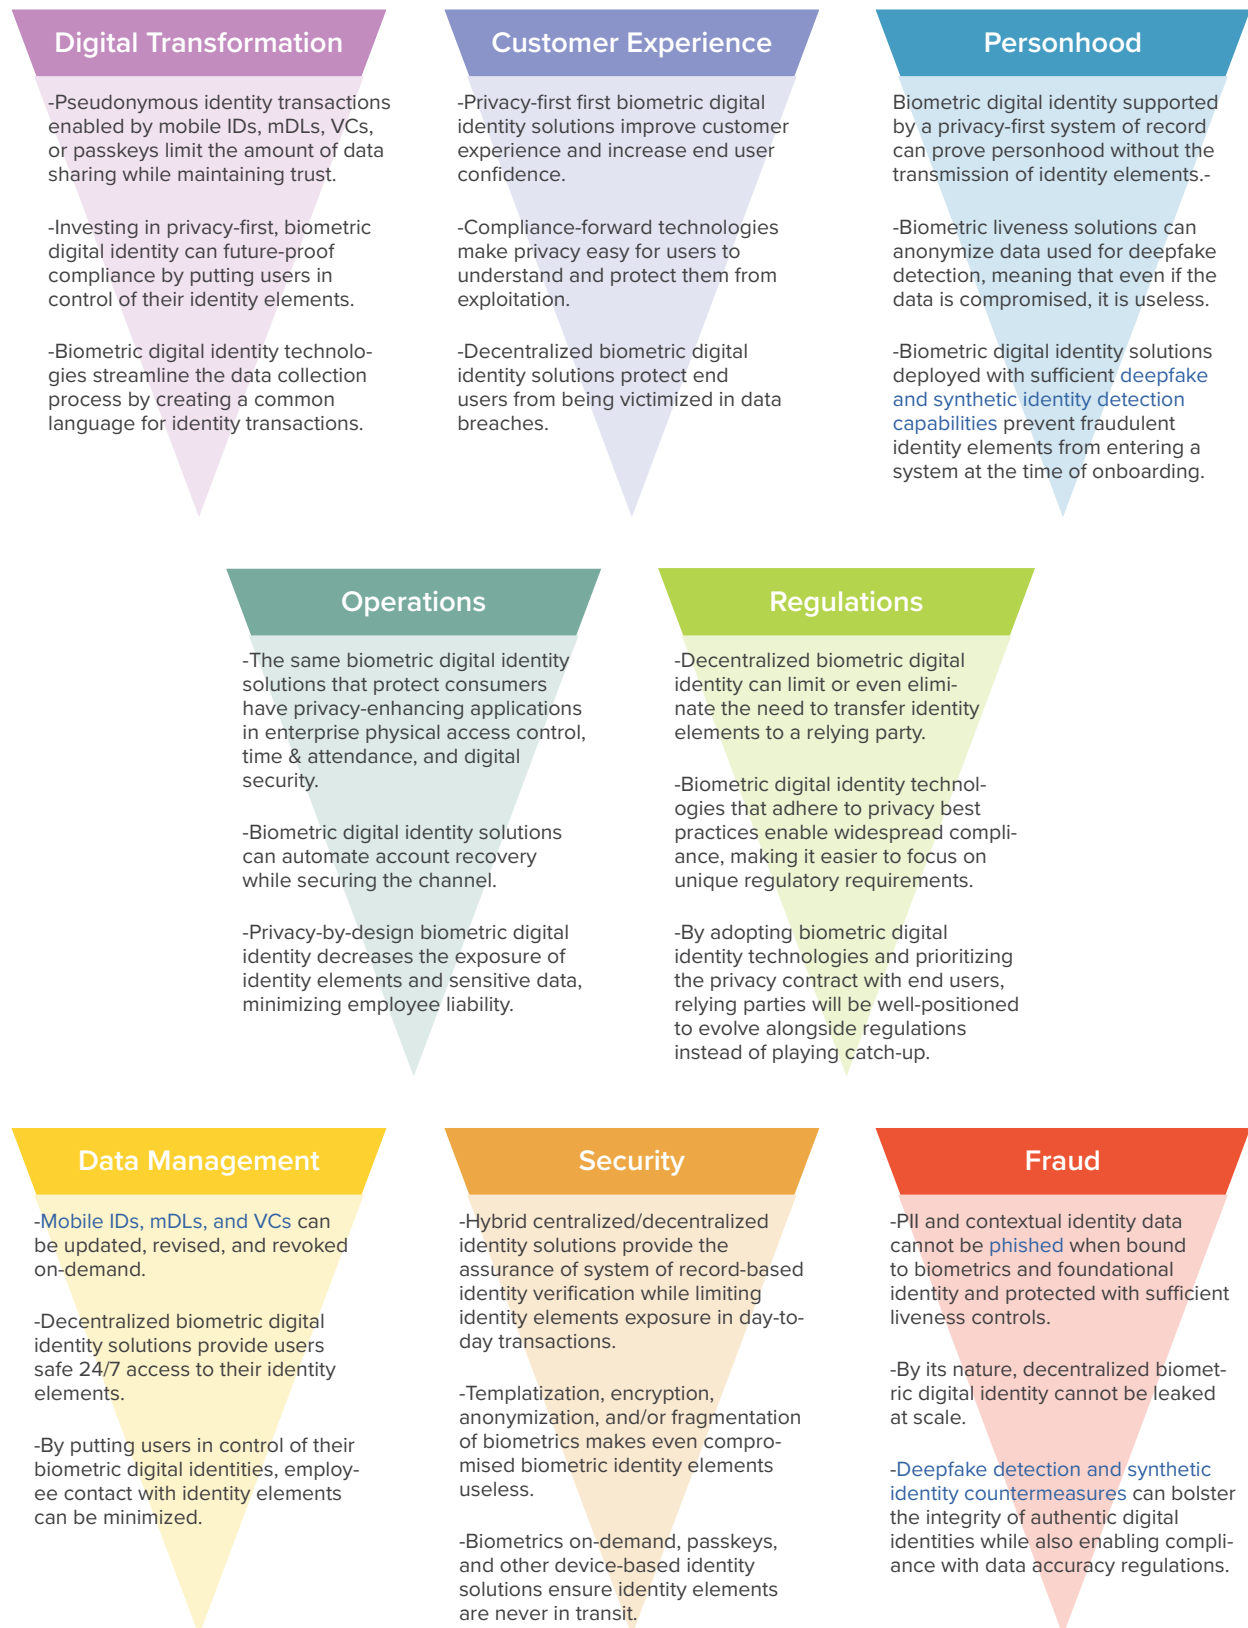 Digital Transformation
-Pseudonymous identity transactions
enabled by mobile IDs, mDLs, VCs,
or passkeys limit the amount of data
sharing while maintaining trust.
-Investing in privacy-first, biometric
digital identity can future-proof
compliance by putting users in
control of their identity elements.
-Biometric digital identity technolo-
gies streamline the data collection
process by creating a common
language for identity transactions.
Customer Experience
-Privacy-first first biometric digital
identity solutions improve customer
experience and increase end user
confidence.
-Compliance-forward technologies
make privacy easy for users to
understand and protect them from
exploitation.
-Decentralized biometric digital
identity solutions protect end
users from being victimized in data
breaches.
Personhood
Biometric digital identity supported
by a privacy-first system of record
can prove personhood without the
transmission of identity elements.-
-Biometric liveness solutions can
anonymize data used for deepfake
detection, meaning that even if the
data is compromised, it is useless.
-Biometric digital identity solutions
deployed with sufficient deepfake
and synthetic identity detection
capabilities prevent fraudulent
identity elements from entering a
system at the time of onboarding.
Operations
-The same biometric digital identity
solutions that protect consumers
have privacy-enhancing applications
in enterprise physical access control,
time & attendance, and digital
security.
-Biometric digital identity solutions
can automate account recovery
while securing the channel.
-Privacy-by-design biometric digital
identity decreases the exposure of
identity elements and sensitive data,
minimizing employee liability.
Regulations
-Decentralized biometric digital
identity can limit or even elimi-
nate the need to transfer identity
elements to a relying party.
-Biometric digital identity technol-
ogies that adhere to privacy best
practices enable widespread compli-
ance, making it easier to focus on
unique regulatory requirements.
-By adopting biometric digital
identity technologies and prioritizing
the privacy contract with end users,
relying parties will be well-positioned
to evolve alongside regulations
instead of playing catch-up.
Data Management
-Mobile IDs, mDLs, and VCs can
be updated, revised, and revoked
on-demand.
-Decentralized biometric digital
identity solutions provide users
safe 24/7 access to their identity
elements.
-By putting users in control of their
biometric digital identities, employ-
ee contact with identity elements
can be minimized.
Security
-Hybrid centralized/decentralized
identity solutions provide the
assurance of system of record-based
identity verification while limiting
identity elements exposure in day-to-
day transactions.
-Templatization, encryption,
anonymization, and/or fragmentation
of biometrics makes even compro-
mised biometric identity elements
useless.
-Biometrics on-demand, passkeys,
and other device-based identity
solutions ensure identity elements
are never in transit.
Fraud
-PII and contextual identity data
cannot be phished when bound
to biometrics and foundational
identity and protected with sufficient
liveness controls.
-By its nature, decentralized biomet-
ric digital identity cannot be leaked
at scale.
-Deepfake detection and synthetic
identity countermeasures can bolster
the integrity of authentic digital
identities while also enabling compli-
ance with data accuracy regulations.